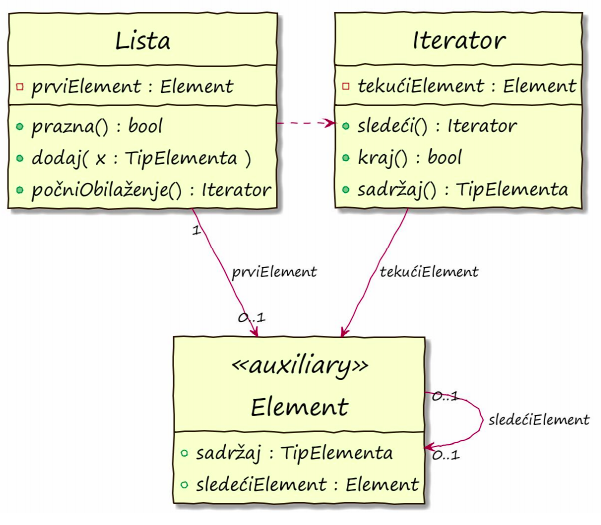 Lista
prviElement : Element
prazna() : bool
dodaj( x : TipElementa )
počniObilaženje() : Iterator
Iterator
tekućiElement : Element
sledeći() : Iterator
kraj() : bool
sadržaj() : TipElementa
1
prviElement
0..1
tekućiElement
«auxiliary»
Element
sadržaj : TipElementa
sledećiElement : Element
0..1
sledećiElement
0..1